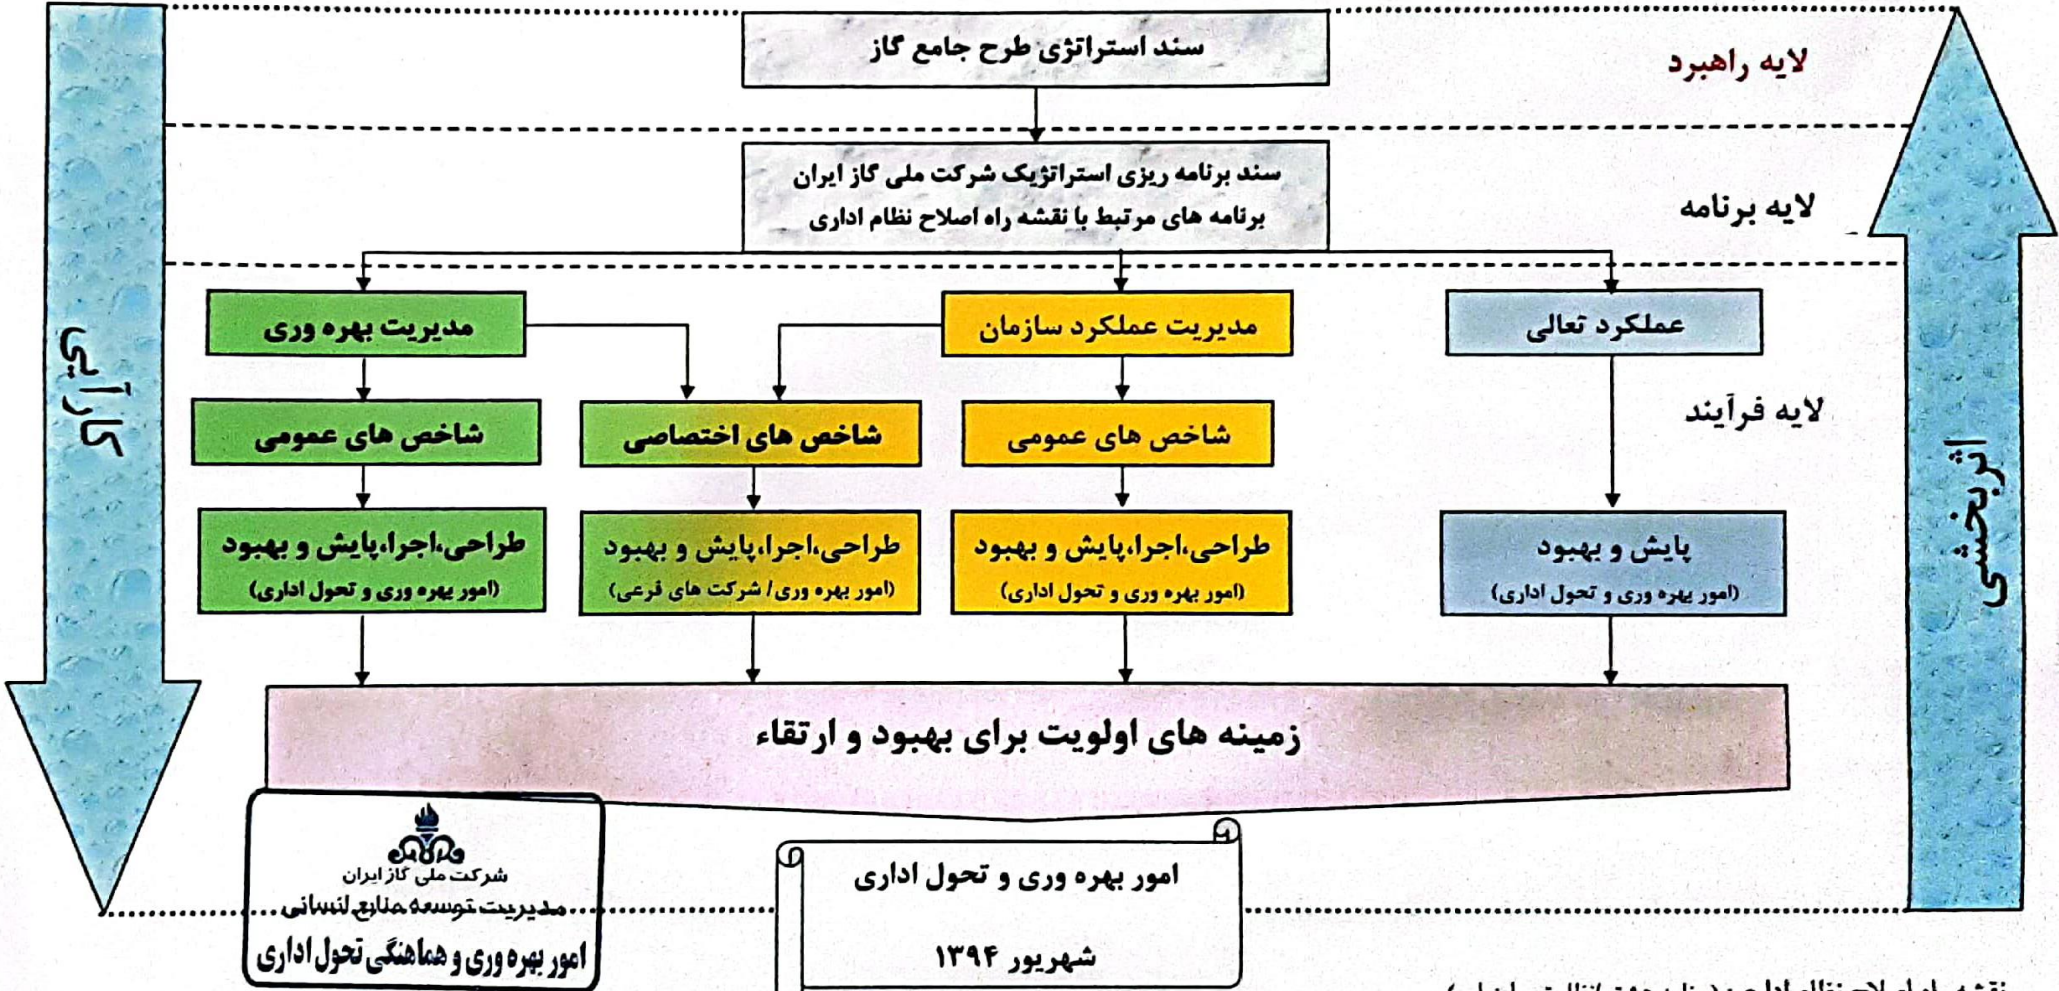 سند استراتژی طرح جامع گاز
لایه راهبرد
سند برنامه ریزی استراتژیک شرکت ملی گاز ایران
برنامه های مرتبط با نقشه راه اصلاح نظام اداری
لایه برنامه
عملکرد تعالی
مدیریت عملکرد سازمان
مدیریت بهره وری
لایه فرآیند
شاخص های عمومی
شاخص های اختصاصی
شاخص های عمومی
پایش و بهبود
(امور بهره وری و تحول اداری)
طراحی،اجرا،پایش و بهبود
(امور بهره وری و تحول اداری)
طراحی،اجرا،پایش و بهبود
(امور بهره وری/ شرکت های فرعی)
طراحی،اجرا،پایش و بهبود
(امور بهره وری و تحول اداری)
اثربخشی
کارآیی
زمینه های اولویت برای بهبود و ارتقاء
امور بهره وری و تحول اداری
شهریور ۱۳۹۴
شرکت ملی گاز ایران
مدیریت توسعه منابع انسانی
امور بهره وری و هماهنگی تحول اداری
نقشه راه اصلاح نظام اداری